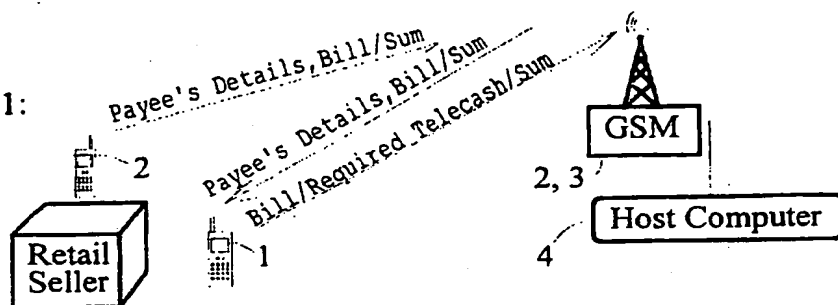 Payee's Details,Bill/Sum
1:
Payee's Details,Bill/Sum
Bill/Required Telecash/Sum
GSM
2
2, 3
Retail
Seller
1
4
Host Computer